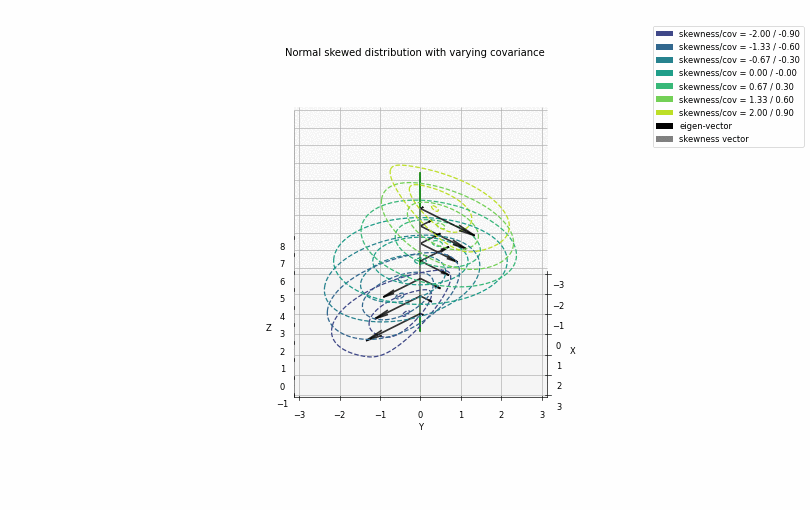 skewness/cov = -2.00 / -0.90
skewness/cov = -1.33 / -0.60
skewness/cov = -0.67 / -0.30
skewness/cov = 0.00 / -0.00
skewness/cov = 0.67 / 0.30
skewness/cov = 1.33 / 0.60
skewness/cov = 2.00 / 0.90
eigen-vector
skewness vector
Normal skewed distribution with varying covariance
8
7
6
5
4
3
2
1
0
−1
Z
−3
−2
−1
0
1
2
3
X
−3
−2
−1
0
1
2
3
Y